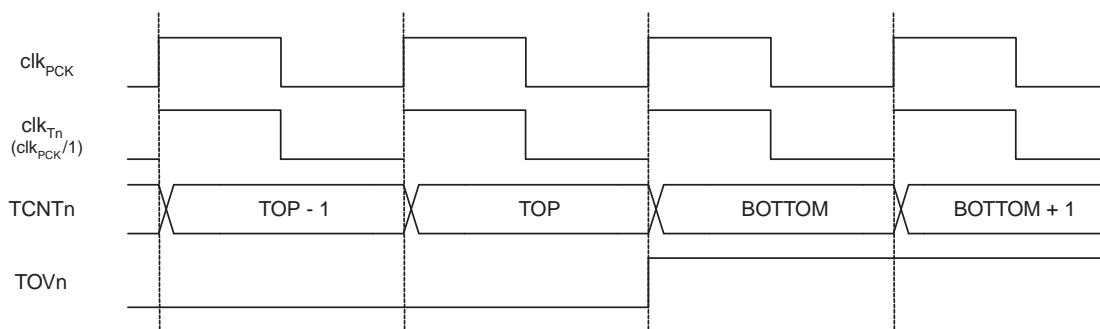 clkPCK
clkTn
(clkPCK/1)
TCNTn
TOP - 1
TOP
BOTTOM
BOTTOM + 1
TOVn